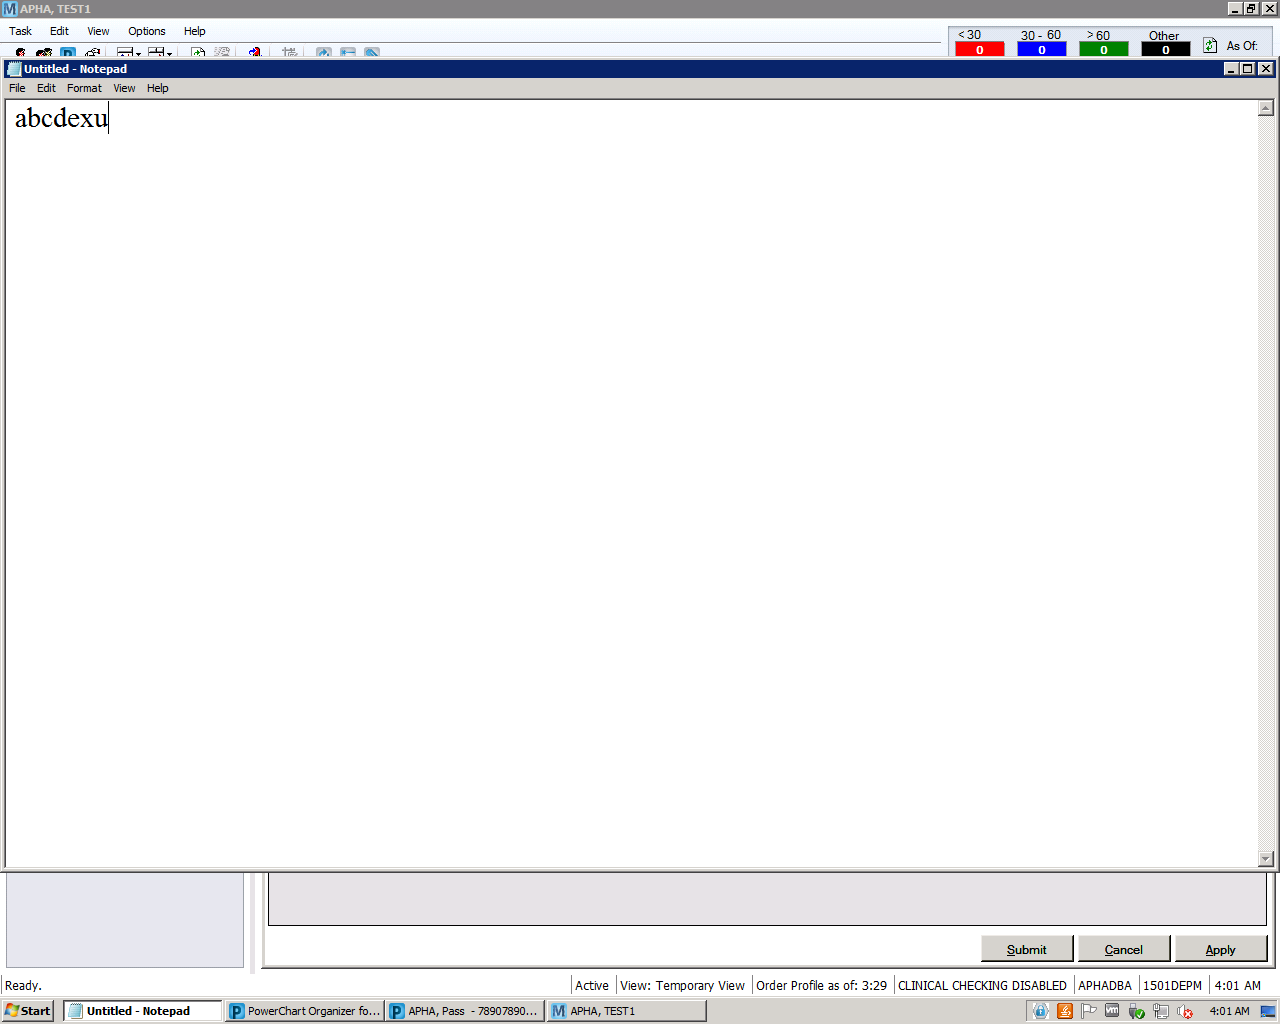 APHA, TEST1
Task Edit View Options Help
< 30 30 - 60 > 60 Other
0 0 0 0 As Of:
Untitled - Notepad
File Edit Format View Help
abcdexu
Submit Cancel Apply
Ready. Active View: Temporary View Order Profile as of: 3:29 CLINICAL CHECKING DISABLED APHADBA 1501DEPM 4:01 AM
Start Untitled - Notepad PowerChart Organizer fo... APHA, Pass - 78907890... APHA, TEST1 4:01 AM